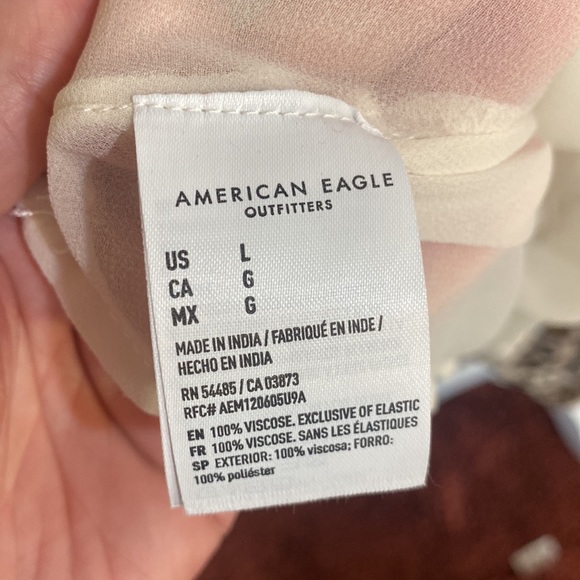 AMERICAN EAGLE
OUTFITTERS
US L
CA G
MX G
MADE IN INDIA / FABRIQUÉ EN INDE /
HECHO EN INDIA
RN 54485 / CA 03873
RFC# AEM120605U9A
EN 100% VISCOSE. EXCLUSIVE OF ELASTIC
FR 100% VISCOSE. SANS LES ÉLASTIQUES
SP EXTERIOR: 100% viscosa; FORRO:
100% poliéster